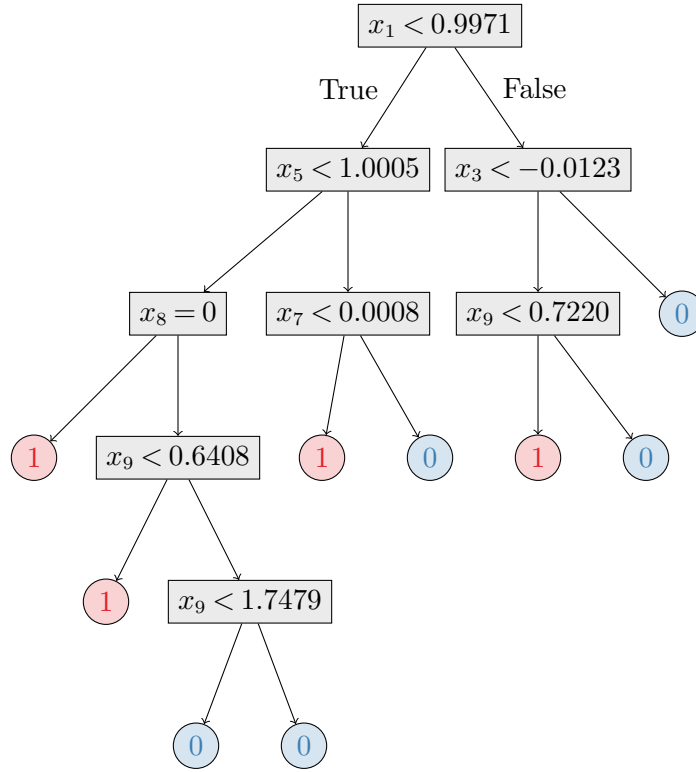 x₁ < 0.9971
True False
x₅ < 1.0005 x₃ < −0.0123
x₈ = 0 x₇ < 0.0008 x₉ < 0.7220 0
1 x₉ < 0.6408 1 0 1 0
1 x₉ < 1.7479
0 0